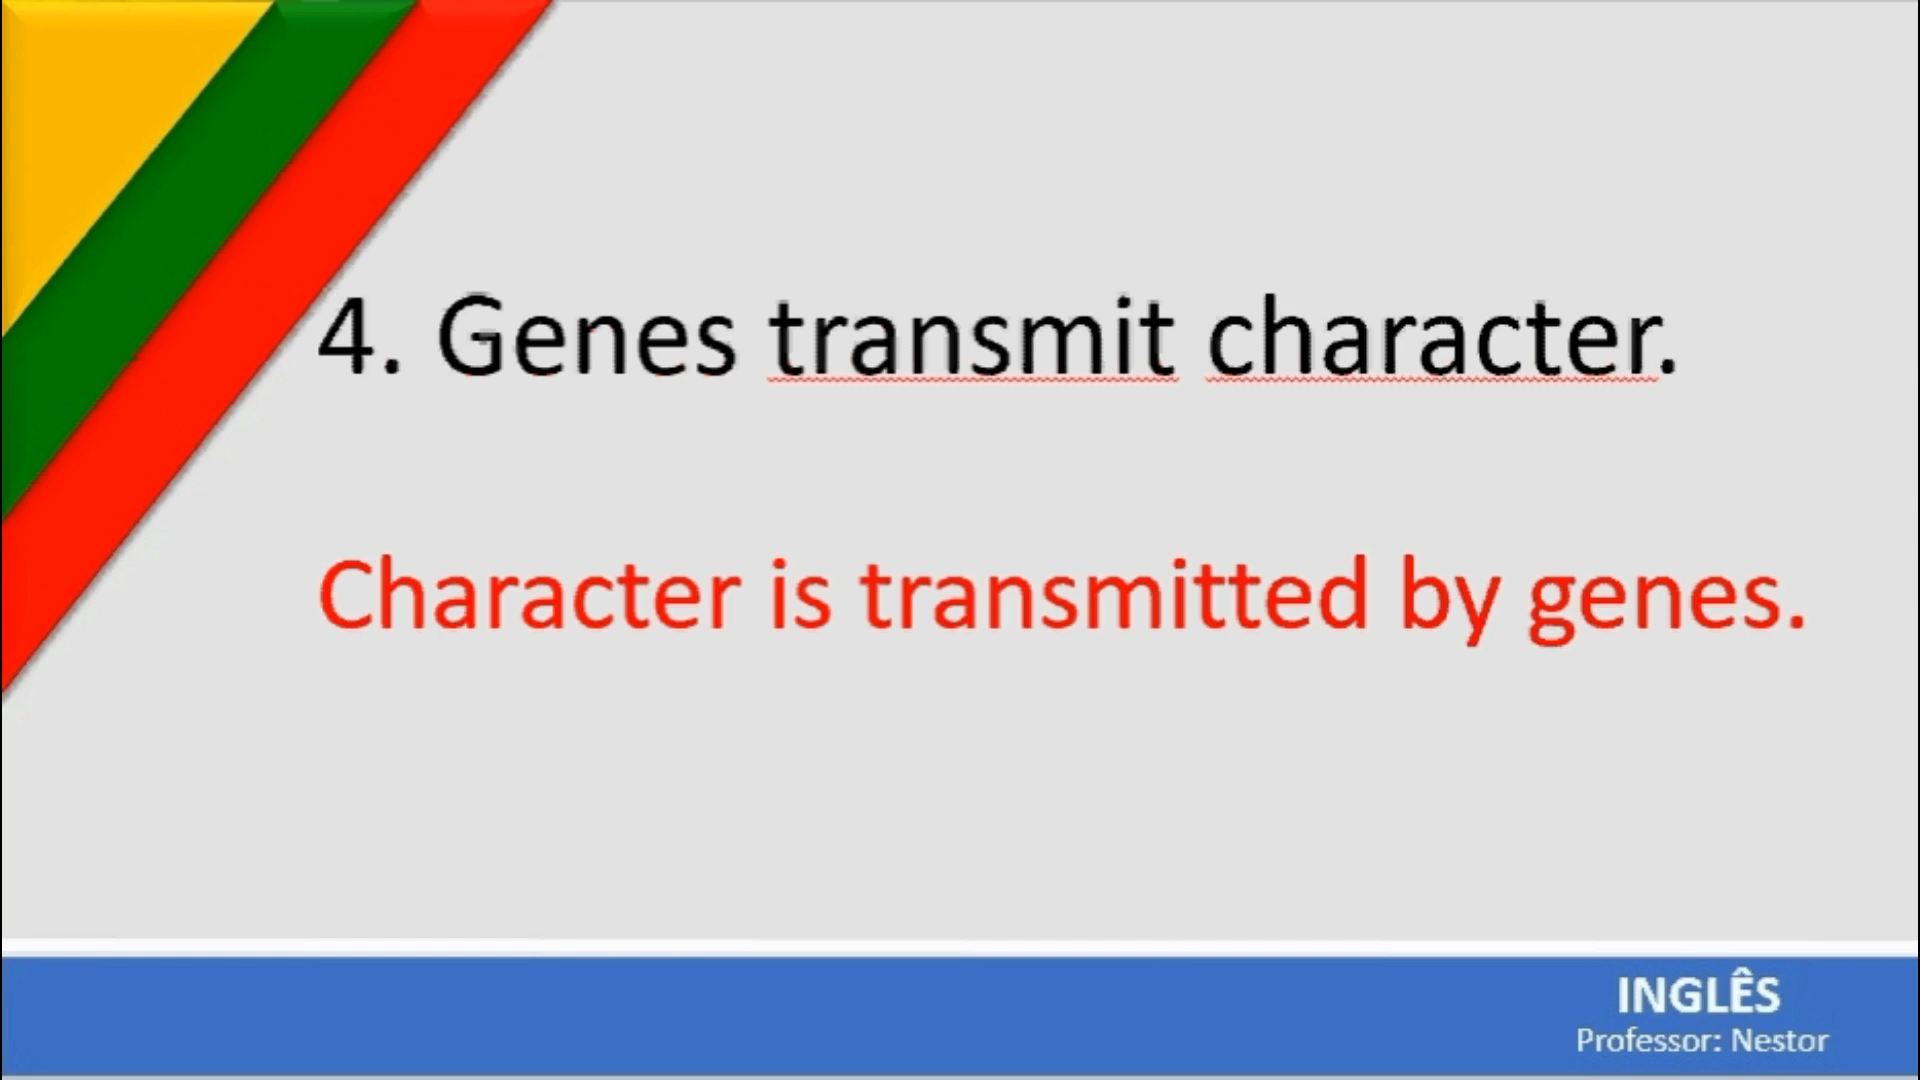 4. Genes transmit character.
Character is transmitted by genes.
INGLÊS
Professor: Nestor